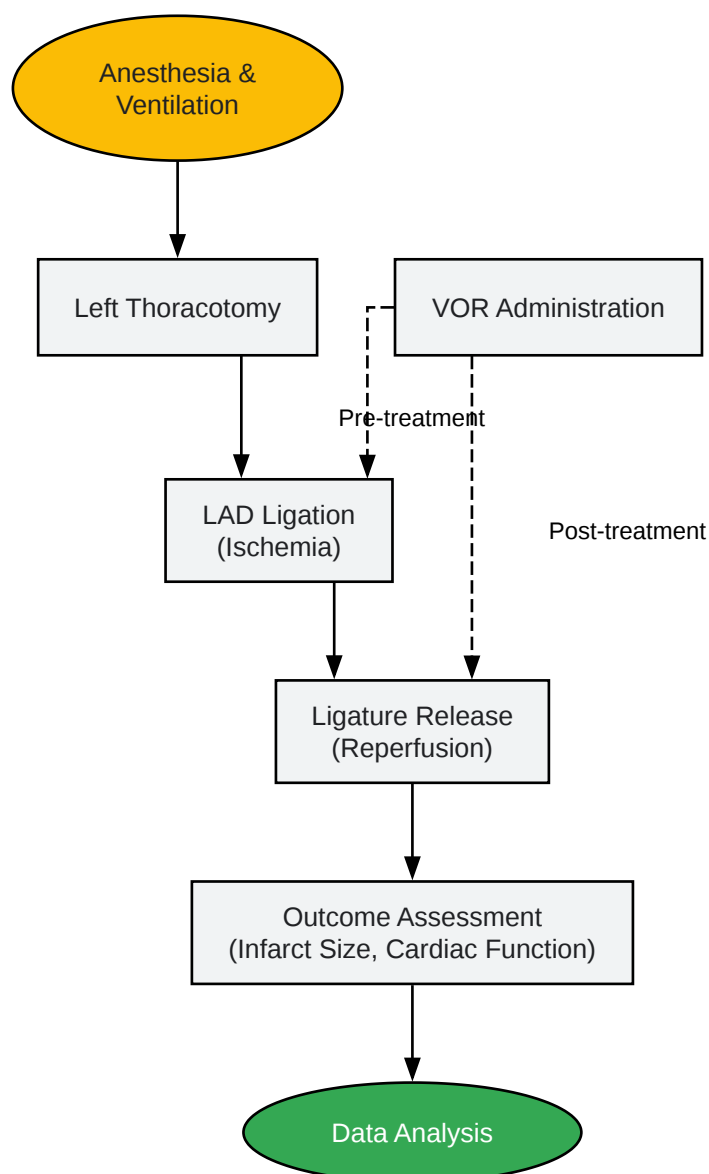 Anesthesia &
Ventilation
Left Thoracotomy
VOR Administration
Pre-treatment
LAD Ligation
(Ischemia)
Post-treatment
Ligature Release
(Reperfusion)
Outcome Assessment
(Infarct Size, Cardiac Function)
Data Analysis